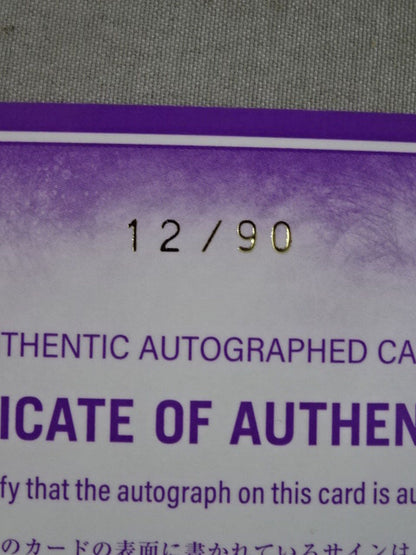 12/90
THENTIC AUTOGRAPHED CA
ICATE OF AUTHEN
fy that the autograph on this card is au
のカードの表面に書かれているサインは